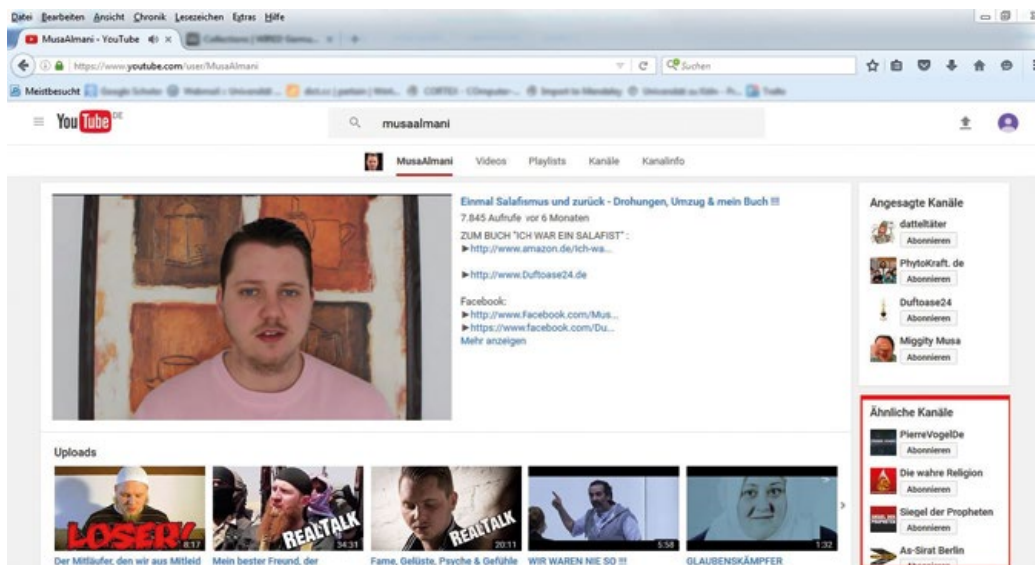 Datei Bearbeiten Ansicht Chronik Lesezeichen Extras Hilfe
MusaAlmani - YouTube
https://www.youtube.com/user/MusaAlmani
Suchen
Meistbesucht
YouTube DE
musaalmani
MusaAlmani Videos Playlists Kanäle Kanalinfo
Einmal Salafismus und zurück - Drohungen, Umzug & mein Buch !!!
7.845 Aufrufe vor 6 Monaten
ZUM BUCH "ICH WAR EIN SALAFIST" :
►http://www.amazon.de/Ich-wa...
►http://www.Duftoase24.de
Facebook:
►http://www.Facebook.com/Mus...
►https://www.facebook.com/Du...
Mehr anzeigen
Angesagte Kanäle
datteltäter
Abonnieren
PhytoKraft. de
Abonnieren
Duftoase24
Abonnieren
Miggity Musa
Abonnieren
Ähnliche Kanäle
PierreVogelDe
Abonnieren
Die wahre Religion
Abonnieren
Siegel der Propheten
Abonnieren
As-Sirat Berlin
Abonnieren
Uploads
LOSER!
8:17
REALTALK
34:31
REALTALK
20:11
5:58
1:32
Der Mitläufer, den wir aus Mitleid
Mein bester Freund, der
Fame, Gelüste, Psyche & Gefühle
WIR WAREN NIE SO !!!
GLAUBENSKÄMPFER